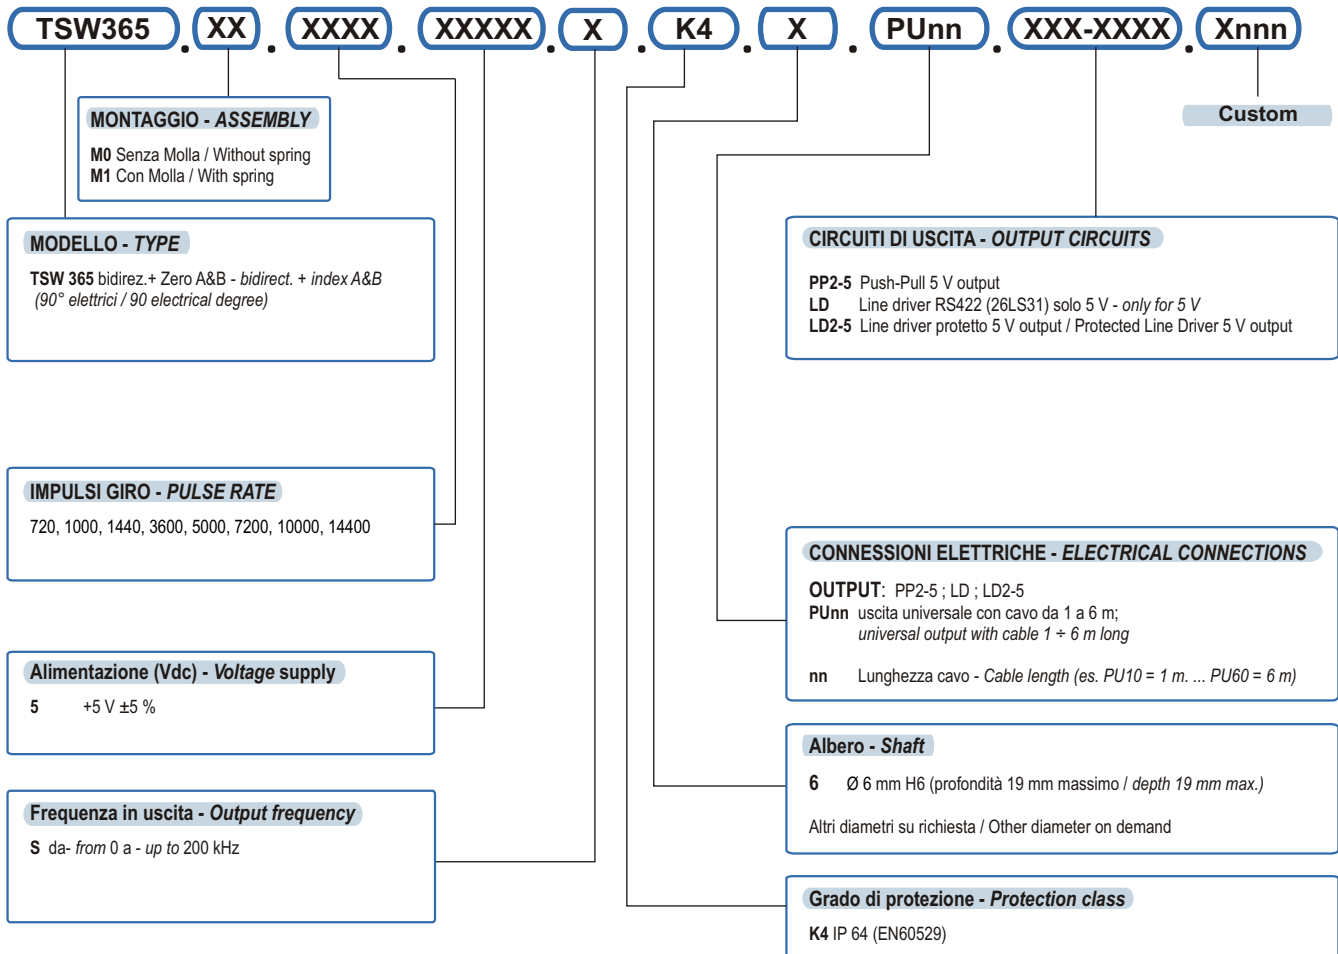 TSW365 . XX . XXXX . XXXXX . X . K4 . X . PUnn . XXX-XXXX . Xnnn
Custom
MONTAGGIO - ASSEMBLY
M0 Senza Molla / Without spring
M1 Con Molla / With spring
MODELLO - TYPE
TSW 365 bidirez.+ Zero A&B - bidirect. + index A&B
(90° elettrici / 90 electrical degree)
IMPULSI GIRO - PULSE RATE
720, 1000, 1440, 3600, 5000, 7200, 10000, 14400
Alimentazione (Vdc) - Voltage supply
5 +5 V ±5 %
Frequenza in uscita - Output frequency
S da- from 0 a - up to 200 kHz
CIRCUITI DI USCITA - OUTPUT CIRCUITS
PP2-5 Push-Pull 5 V output
LD Line driver RS422 (26LS31) solo 5 V - only for 5 V
LD2-5 Line driver protetto 5 V output / Protected Line Driver 5 V output
CONNESSIONI ELETTRICHE - ELECTRICAL CONNECTIONS
OUTPUT: PP2-5 ; LD ; LD2-5
PUnn uscita universale con cavo da 1 a 6 m;
universal output with cable 1 ÷ 6 m long
nn Lunghezza cavo - Cable length (es. PU10 = 1 m. ... PU60 = 6 m)
Albero - Shaft
6 Ø 6 mm H6 (profondità 19 mm massimo / depth 19 mm max.)
Altri diametri su richiesta / Other diameter on demand
Grado di protezione - Protection class
K4 IP 64 (EN60529)